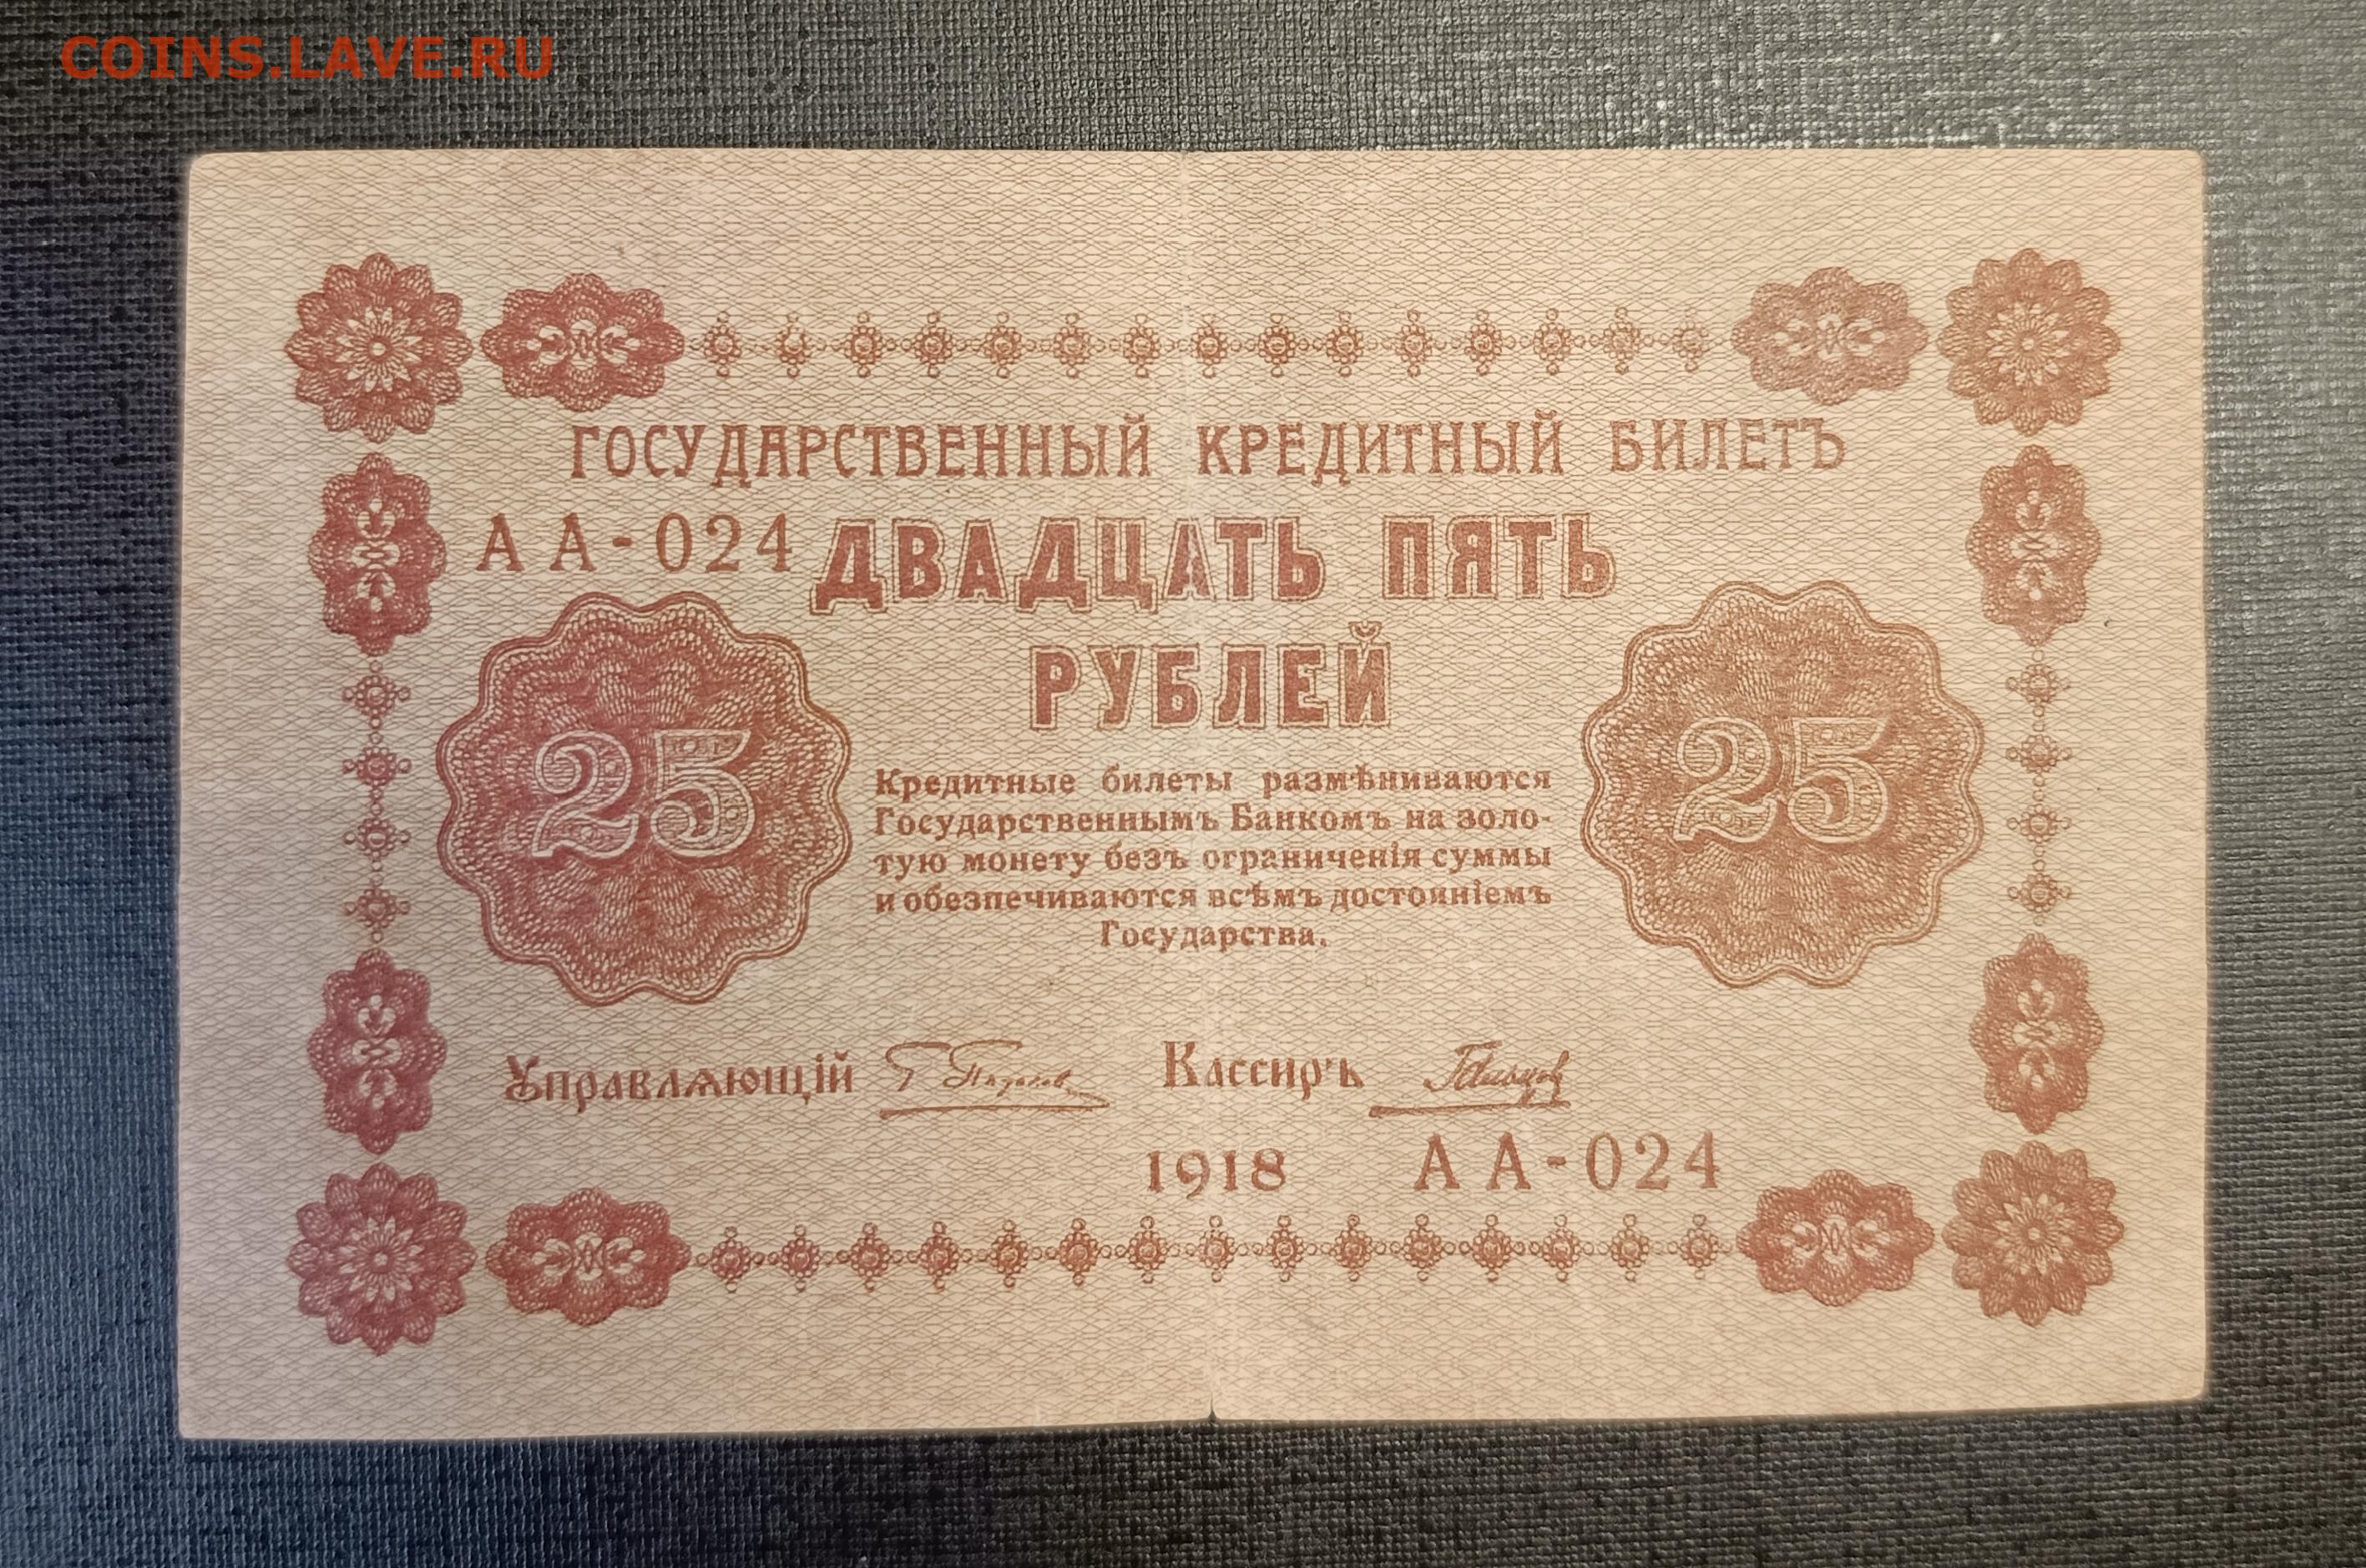 COINS.LAVE.RU
ГОСУДАРСТВЕННЫЙ КРЕДИТНЫЙ БИЛЕТЪ
АА-024
ДВАДЦАТЬ ПЯТЬ
РУБЛЕЙ
25
25
Кредитные билеты размѣниваются
Государственнымъ Банкомъ на золо-
тую монету безъ ограниченія суммы
и обезпечиваются всѣмъ достояніемъ
Государства.
Управляющій Кассиръ
1918 АА-024